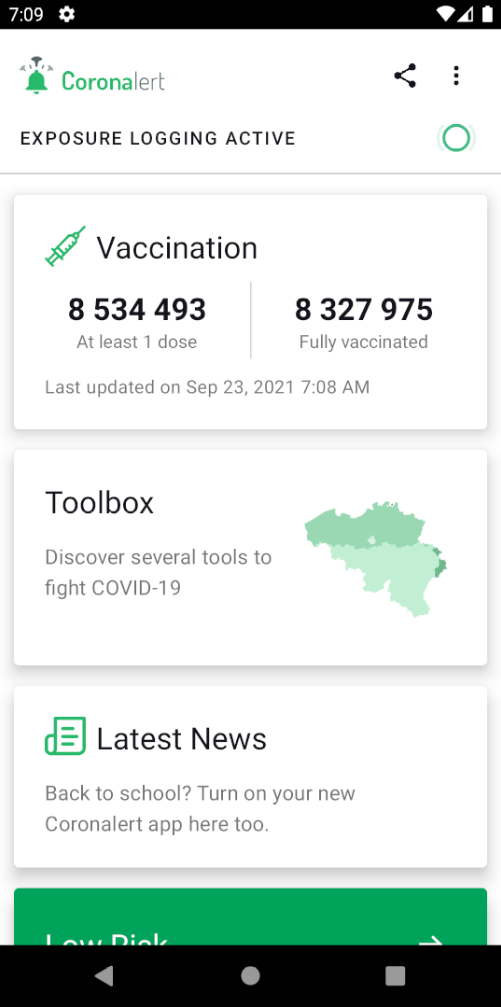 7:09
Coronalert
EXPOSURE LOGGING ACTIVE
Vaccination
8 534 493
At least 1 dose
8 327 975
Fully vaccinated
Last updated on Sep 23, 2021 7:08 AM
Toolbox
Discover several tools to
fight COVID-19
Latest News
Back to school? Turn on your new
Coronalert app here too.
Low Risk